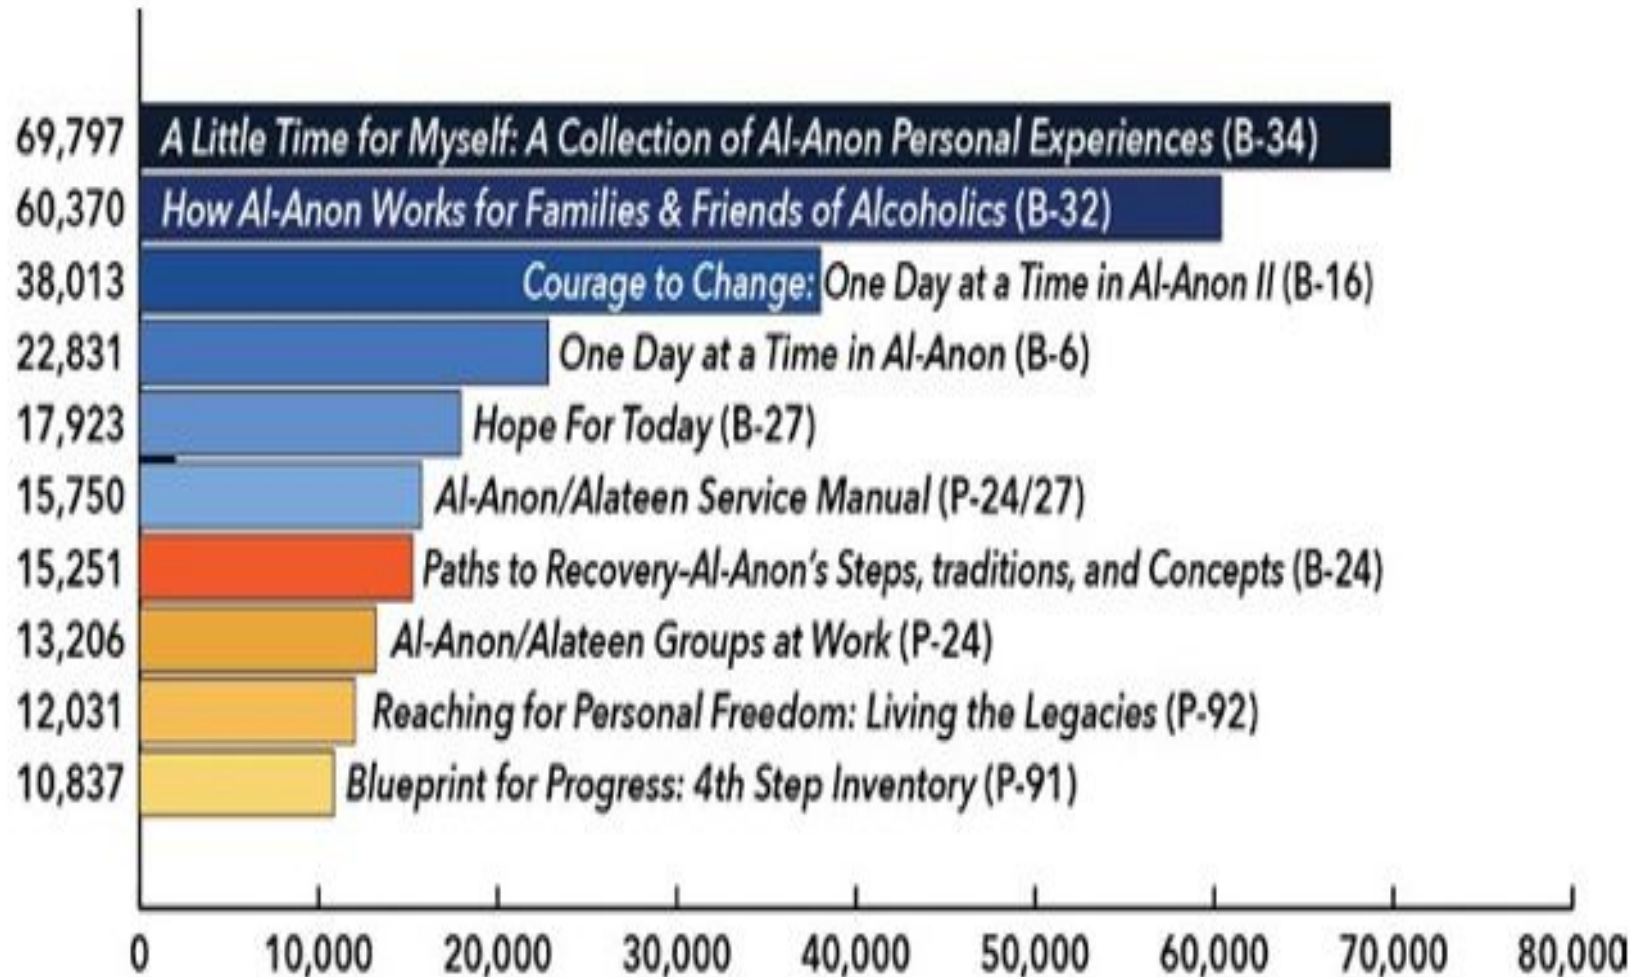 69,797 A Little Time for Myself: A Collection of Al-Anon Personal Experiences (B-34)
60,370 How Al-Anon Works for Families & Friends of Alcoholics (B-32)
38,013 Courage to Change: One Day at a Time in Al-Anon II (B-16)
22,831 One Day at a Time in Al-Anon (B-6)
17,923 Hope For Today (B-27)
15,750 Al-Anon/Alateen Service Manual (P-24/27)
15,251 Paths to Recovery-Al-Anon's Steps, traditions, and Concepts (B-24)
13,206 Al-Anon/Alateen Groups at Work (P-24)
12,031 Reaching for Personal Freedom: Living the Legacies (P-92)
10,837 Blueprint for Progress: 4th Step Inventory (P-91)
0 10,000 20,000 30,000 40,000 50,000 60,000 70,000 80,000